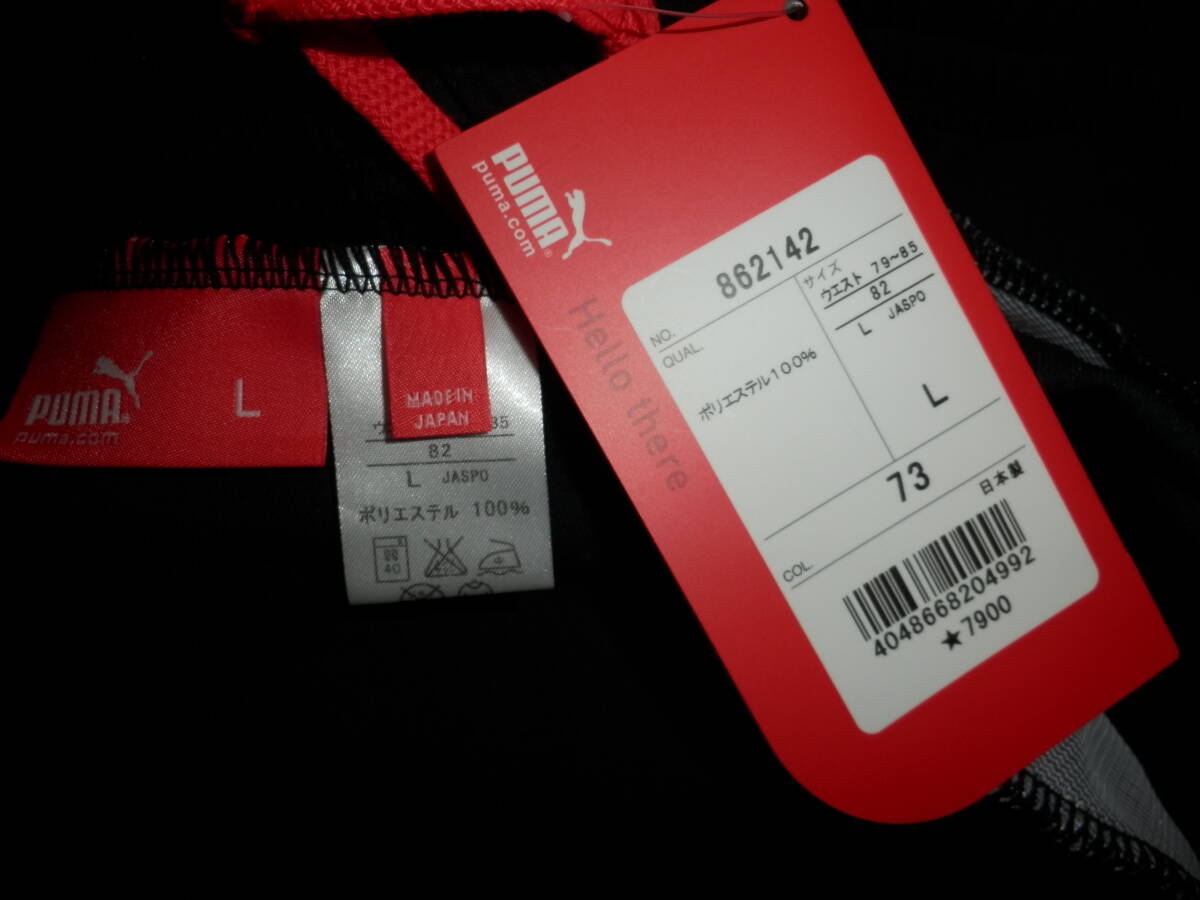 PUMA®
puma.com
L
MADE IN
JAPAN
35
82
L JASPO
ポリエステル 100%
40
PUMA®
puma.com
Hello there
NO. 862142
QUAL.
ポリエステル100%
サイズ
ウエスト 79~85
82
L JASPO
L
73
COL.
日本製
4048668204992
★7900